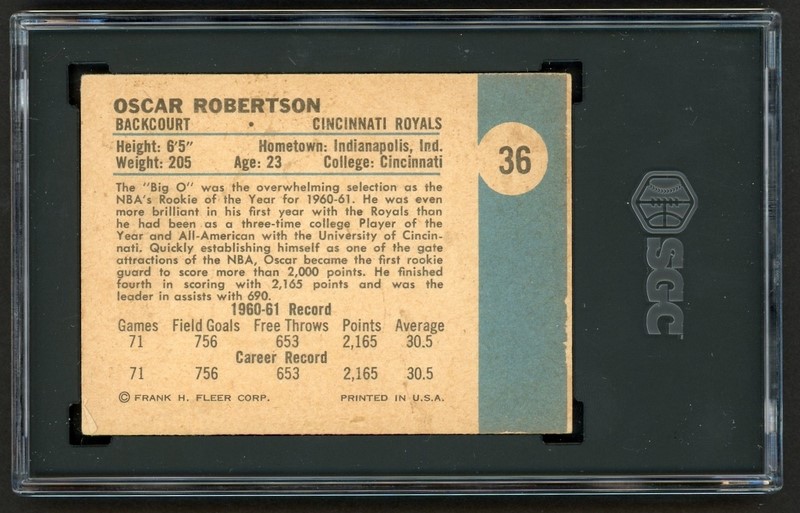 OSCAR ROBERTSON
BACKCOURT • CINCINNATI ROYALS
Height: 6'5" Hometown: Indianapolis, Ind.
Weight: 205 Age: 23 College: Cincinnati
36
The "Big O" was the overwhelming selection as the
NBA's Rookie of the Year for 1960-61. He was even
more brilliant in his first year with the Royals than
he had been as a three-time college Player of the
Year and All-American with the University of Cincin-
nati. Quickly establishing himself as one of the gate
attractions of the NBA, Oscar became the first rookie
guard to score more than 2,000 points. He finished
fourth in scoring with 2,165 points and was the
leader in assists with 690.
1960-61 Record
Games Field Goals Free Throws Points Average
71 756 653 2,165 30.5
Career Record
71 756 653 2,165 30.5
© FRANK H. FLEER CORP. PRINTED IN U.S.A.
SGC